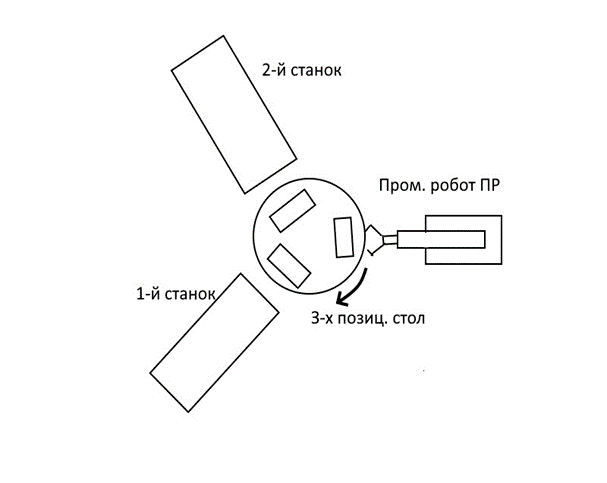 2-й станок
Пром. робот ПР
1-й станок
3-х позиц. стол